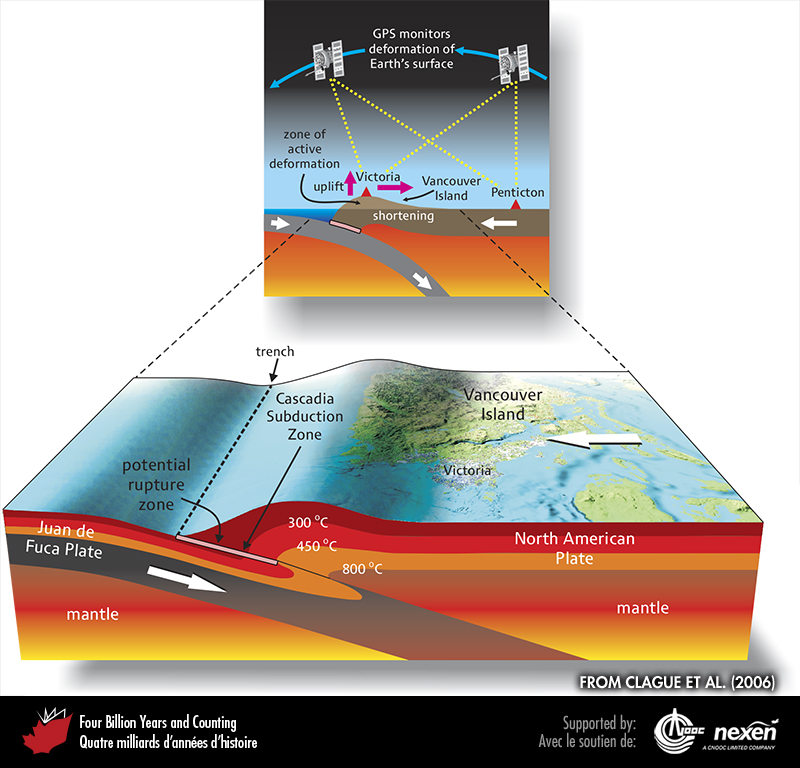 GPS monitors
deformation of
Earth's surface
zone of
active
deformation
uplift
Victoria
Vancouver
Island
Penticton
shortening
trench
Cascadia
Subduction
Zone
Vancouver
Island
potential
rupture
zone
Victoria
300 °C
450 °C
800 °C
Juan de
Fuca Plate
North American
Plate
mantle
mantle
FROM CLAGUE ET AL. (2006)
Four Billion Years and Counting
Quatre milliards d'années d'histoire
Supported by:
Avec le soutien de:
CNOOC
nexen
A CNOOC LIMITED COMPANY